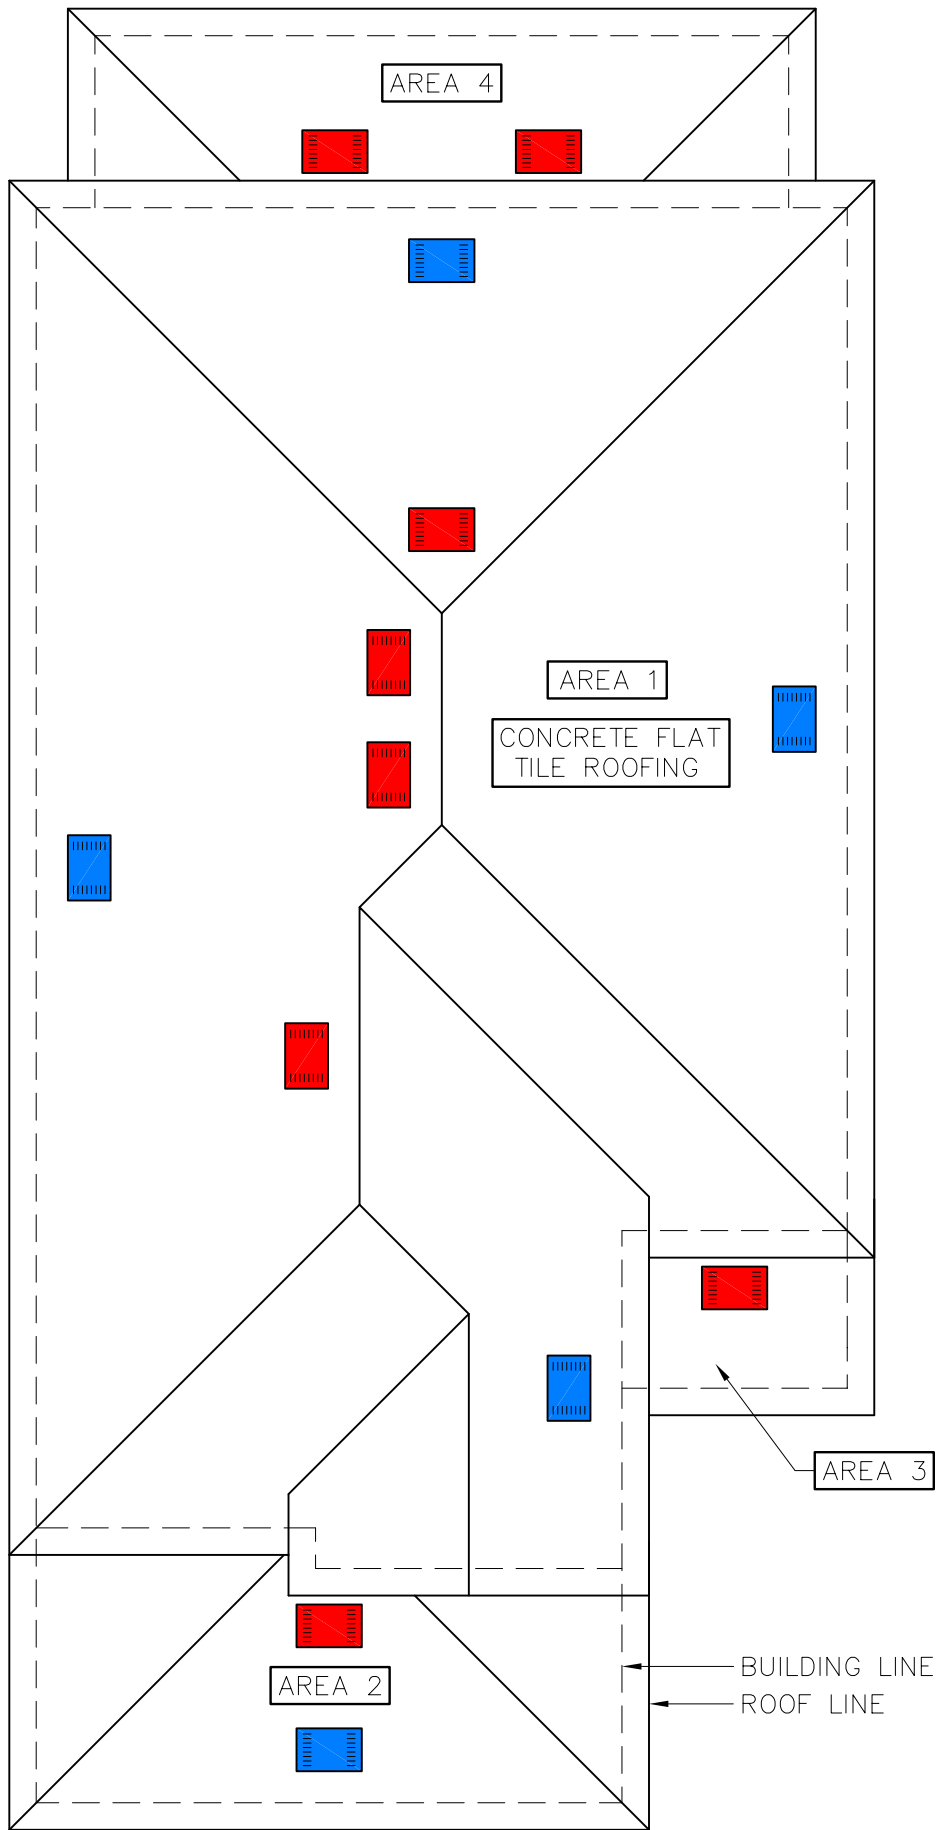 AREA 4
AREA 1
CONCRETE FLAT
TILE ROOFING
AREA 3
BUILDING LINE
AREA 2
ROOF LINE